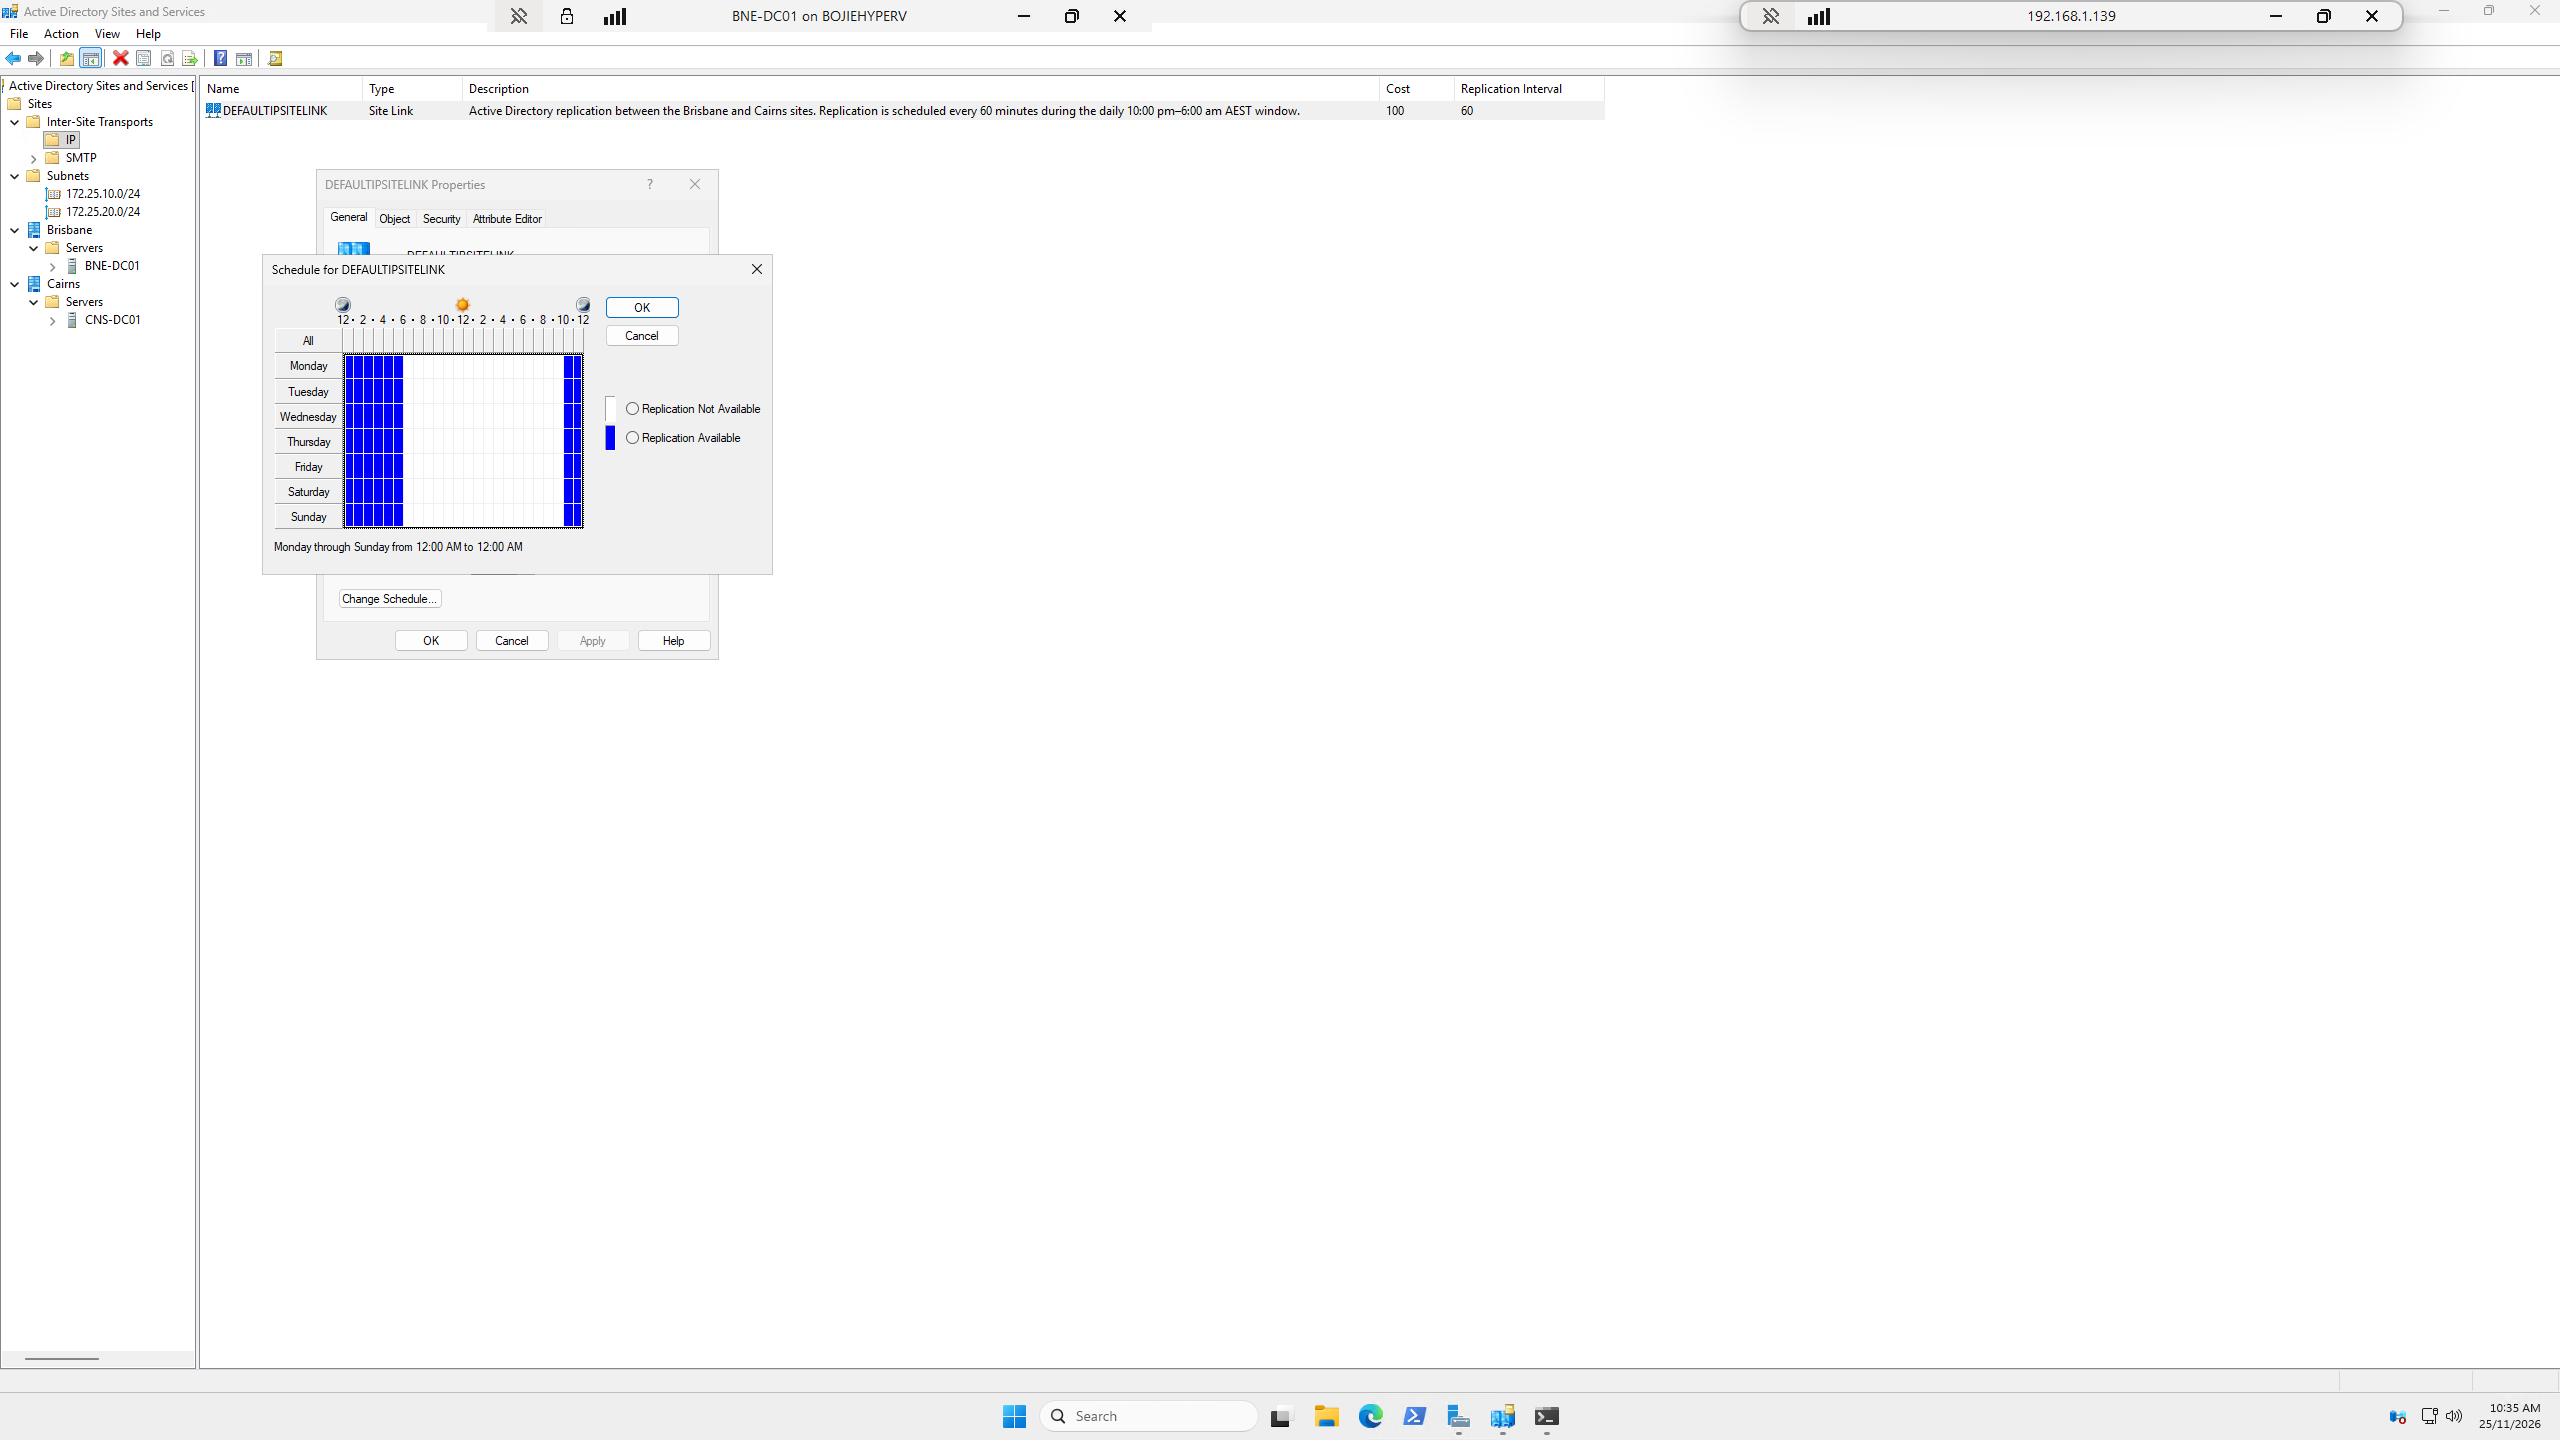 Active Directory Sites and Services
BNE-DC01 on BOJIEHYPERV
192.168.1.139
File Action View Help
Active Directory Sites and Services [
Sites
Inter-Site Transports
IP
SMTP
Subnets
172.25.10.0/24
172.25.20.0/24
Brisbane
Servers
BNE-DC01
Cairns
Servers
CNS-DC01
Name Type Description Cost Replication Interval
DEFAULTIPSITELINK Site Link Active Directory replication between the Brisbane and Cairns sites. Replication is scheduled every 60 minutes during the daily 10:00 pm–6:00 am AEST window. 100 60
DEFAULTIPSITELINK Properties
?
General Object Security Attribute Editor
DEFAULTIPSITELINK
Schedule for DEFAULTIPSITELINK
12 · 2 · 4 · 6 · 8 · 10 · 12 · 2 · 4 · 6 · 8 · 10 · 12
All
Monday
Tuesday
Wednesday
Thursday
Friday
Saturday
Sunday
OK
Cancel
Replication Not Available
Replication Available
Monday through Sunday from 12:00 AM to 12:00 AM
Change Schedule...
OK Cancel Apply Help
Search
10:35 AM
25/11/2026